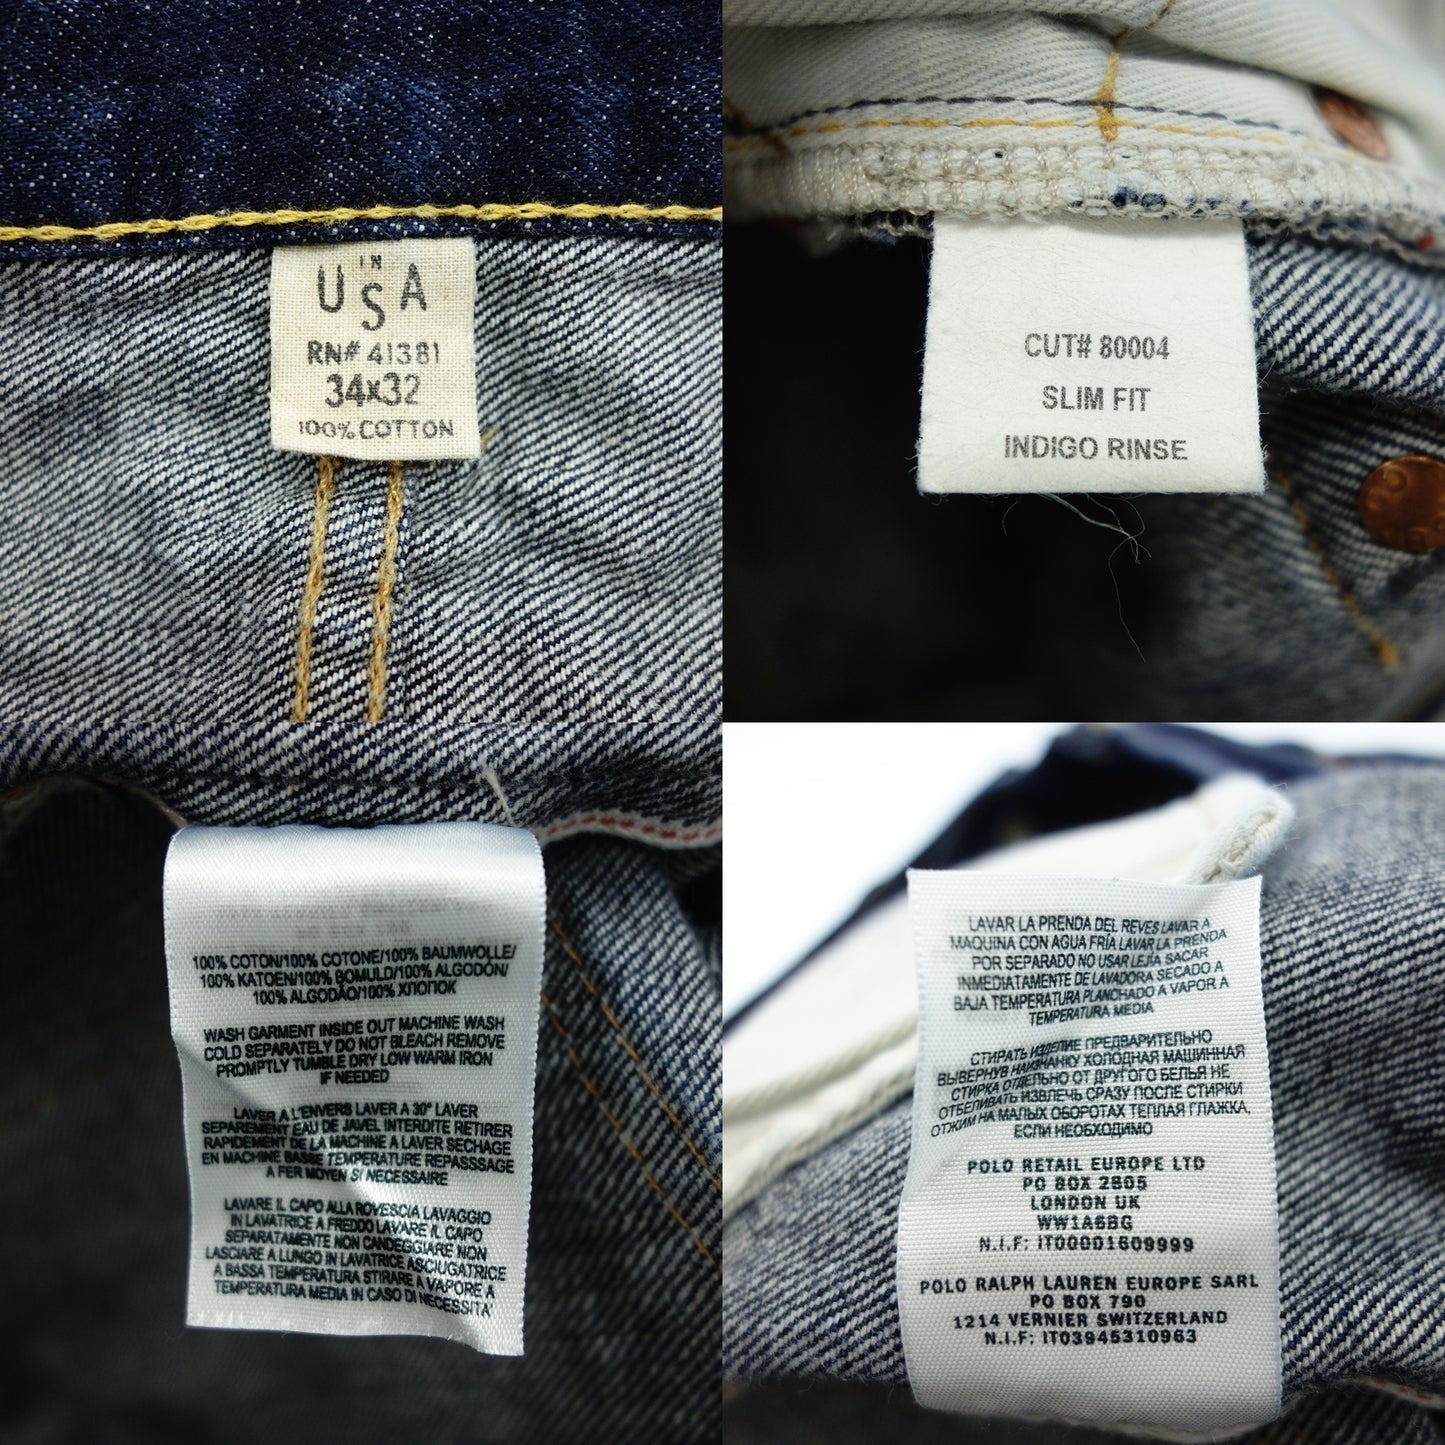 IN
USA
RN# 41381
34x32
100% COTTON
CUT# 80004
SLIM FIT
INDIGO RINSE
100% COTON/100% COTONE/100% BAUMWOLLE/
100% KATOEN/100% BOMULD/100% ALGODÓN/
100% ALGODÃO/100% ХЛОПОК
WASH GARMENT INSIDE OUT MACHINE WASH
COLD SEPARATELY DO NOT BLEACH REMOVE
PROMPTLY TUMBLE DRY LOW WARM IRON
IF NEEDED
LAVER A L'ENVERS LAVER A 30° LAVER
SEPAREMENT EAU DE JAVEL INTERDITE RETIRER
RAPIDEMENT DE LA MACHINE A LAVER SECHAGE
EN MACHINE BASSE TEMPERATURE REPASSSAGE
A FER MOYEN SI NECESSAIRE
LAVARE IL CAPO ALLA ROVESCIA LAVAGGIO
IN LAVATRICE A FREDDO LAVARE IL CAPO
SEPARATAMENTE NON CANDEGGIARE NON
LASCIARE A LUNGO IN LAVATRICE ASCIUGATRICE
A BASSA TEMPERATURA STIRARE A VAPORE A
TEMPERATURA MEDIA IN CASO DI NECESSITA'
LAVAR LA PRENDA DEL REVES LAVAR A
MAQUINA CON AGUA FRÍA LAVAR LA PRENDA
POR SEPARADO NO USAR LEJÍA SACAR
INMEDIATAMENTE DE LAVADORA SECADO A
BAJA TEMPERATURA PLANCHADO A VAPOR A
TEMPERATURA MEDIA
СТИРАТЬ ИЗДЕЛИЕ ПРЕДВАРИТЕЛЬНО
ВЫВЕРНУВ НАИЗНАНКУ ХОЛОДНАЯ МАШИННАЯ
СТИРКА ОТДЕЛЬНО ОТ ДРУГОГО БЕЛЬЯ НЕ
ОТБЕЛИВАТЬ ИЗВЛЕЧЬ СРАЗУ ПОСЛЕ СТИРКИ
ОТЖИМ НА МАЛЫХ ОБОРОТАХ ТЕПЛАЯ ГЛАЖКА,
ЕСЛИ НЕОБХОДИМО
POLO RETAIL EUROPE LTD
PO BOX 2805
LONDON UK
WW1A6BG
N.I.F: IT00001609999
POLO RALPH LAUREN EUROPE SARL
PO BOX 790
1214 VERNIER SWITZERLAND
N.I.F: IT03945310963